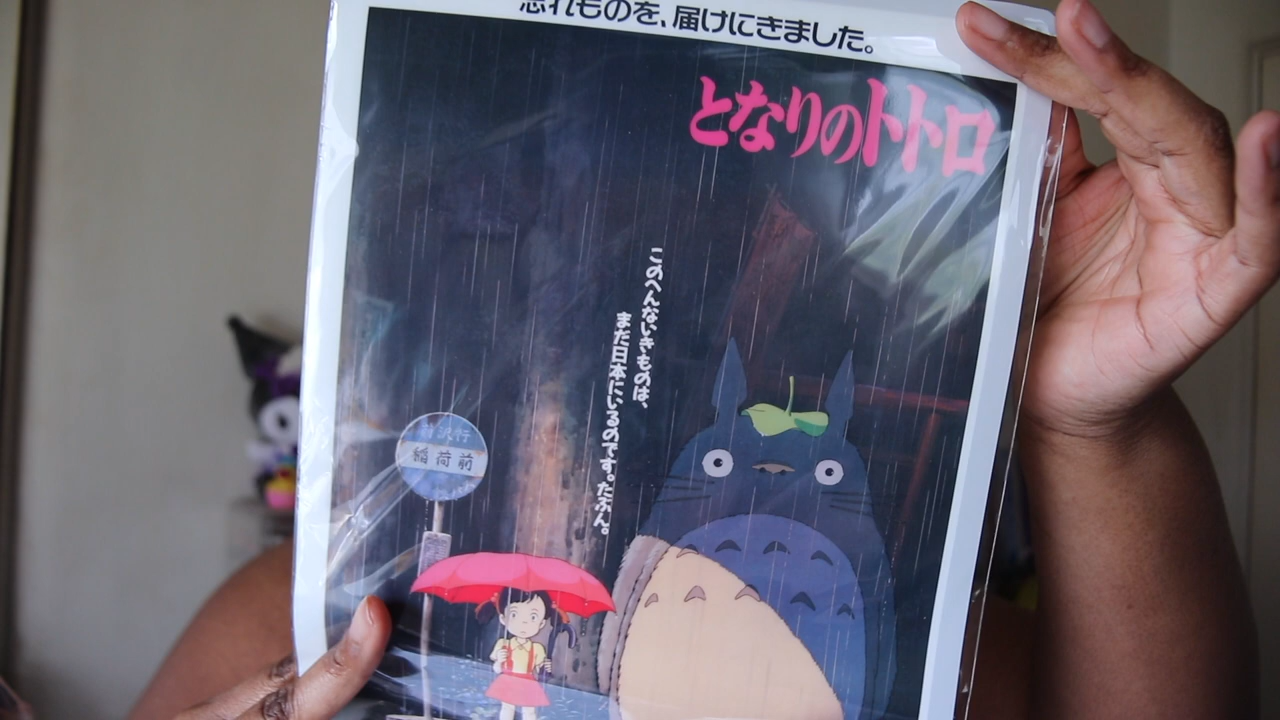 忘れものを、届けにきました。
となりのトトロ
このへんないきものは、
まだ日本にいるのです。たぶん。
稲荷前